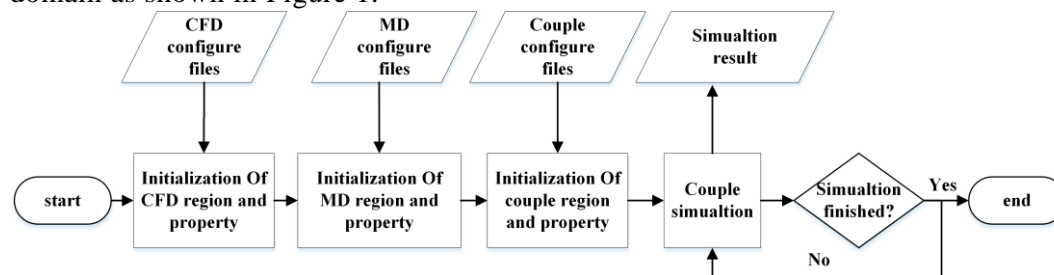 domain as shown in Figure 1.
CFD
configure
files
MD
configure
files
Couple
configure
files
Simualtion
result
start
Initialization Of
CFD region and
property
Initialization Of
MD region and
property
Initialization Of
couple region
and property
Couple
simualtion
Simualtion
finished?
Yes
end
No